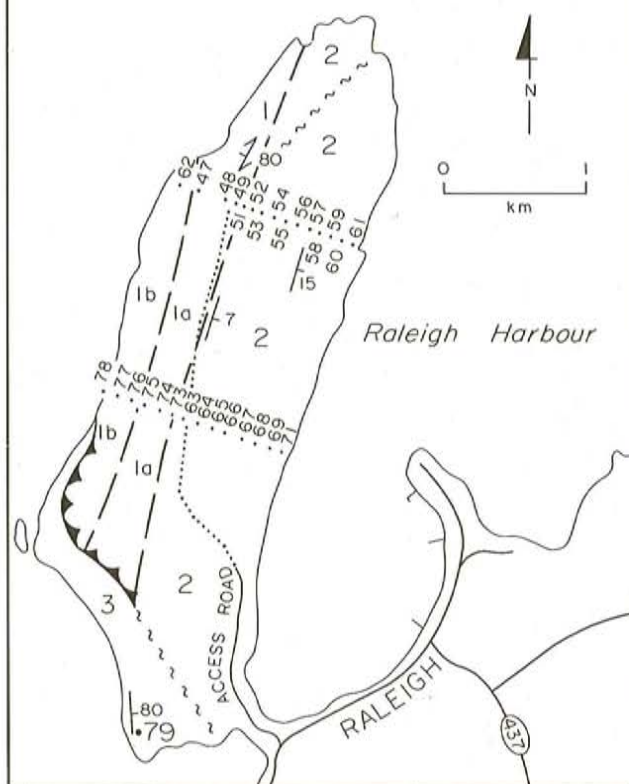 2
N
1
2
80
0 1
km
62 47 48 49 52 54 56 57 59 61
51 53 55 58 60
15
1b
1a
7
2
Raleigh Harbour
78 77 76 75 74 73 63 64 65 66 67 68 69 71
1b
1a
3
2
ACCESS ROAD
RALEIGH
80
79
437